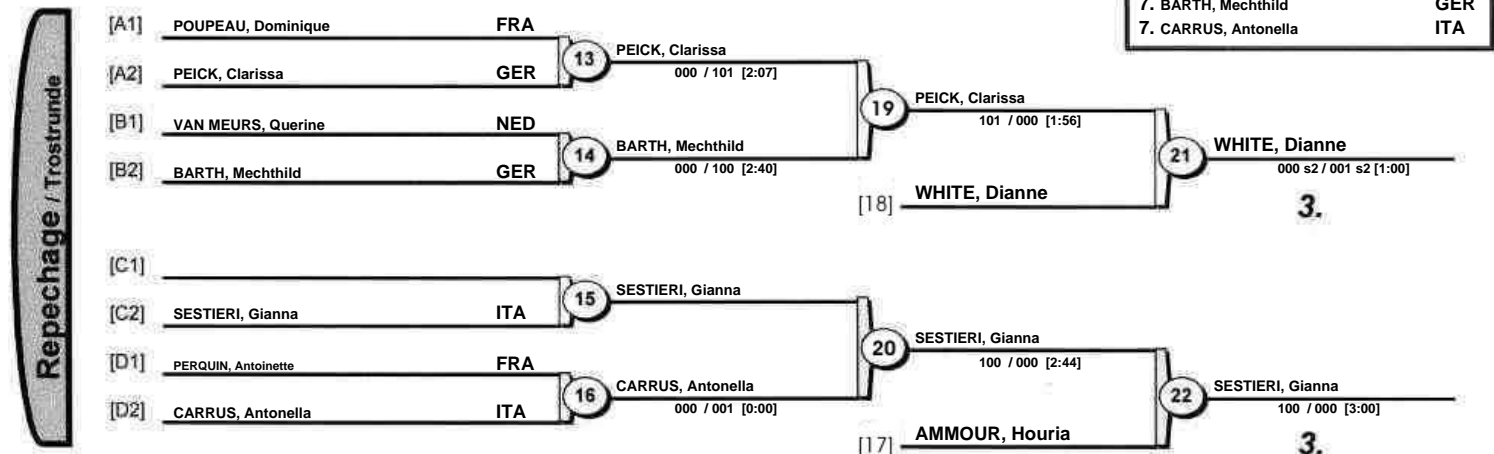 7. BARTH, Mechthild GER
7. CARRUS, Antonella ITA
Repechage / Trostrunde
[A1] POUPEAU, Dominique FRA
[A2] PEICK, Clarissa GER
13 PEICK, Clarissa
000 / 101 [2:07]
[B1] VAN MEURS, Querine NED
[B2] BARTH, Mechthild GER
14 BARTH, Mechthild
000 / 100 [2:40]
19 PEICK, Clarissa
101 / 000 [1:56]
[18] WHITE, Dianne
21 WHITE, Dianne
000 s2 / 001 s2 [1:00]
3.
[C1]
[C2] SESTIERI, Gianna ITA
15 SESTIERI, Gianna
[D1] PERQUIN, Antoinette FRA
[D2] CARRUS, Antonella ITA
16 CARRUS, Antonella
000 / 001 [0:00]
20 SESTIERI, Gianna
100 / 000 [2:44]
[17] AMMOUR, Houria
22 SESTIERI, Gianna
100 / 000 [3:00]
3.